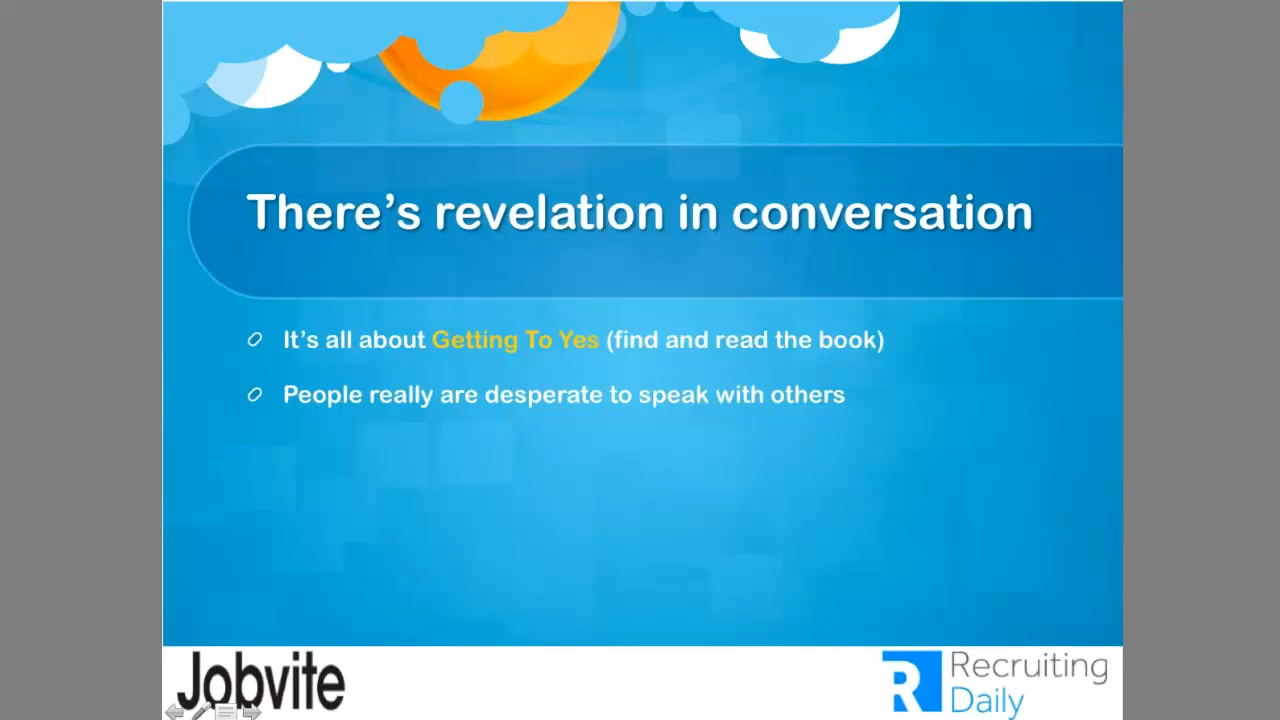 There’s revelation in conversation
It’s all about Getting To Yes (find and read the book)
People really are desperate to speak with others
Jobvite
Recruiting
Daily